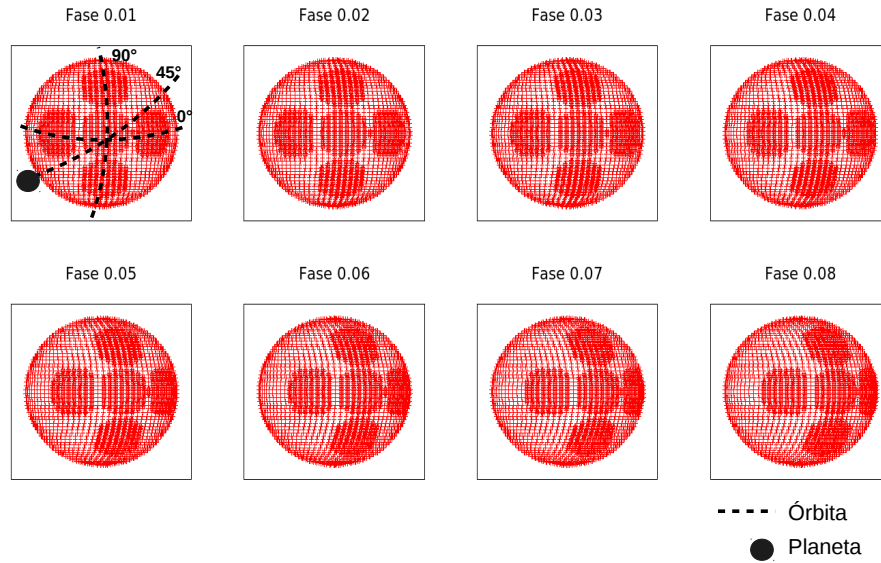 Fase 0.01
Fase 0.02
Fase 0.03
Fase 0.04
90°
45°
0°
Fase 0.05
Fase 0.06
Fase 0.07
Fase 0.08
Órbita
Planeta